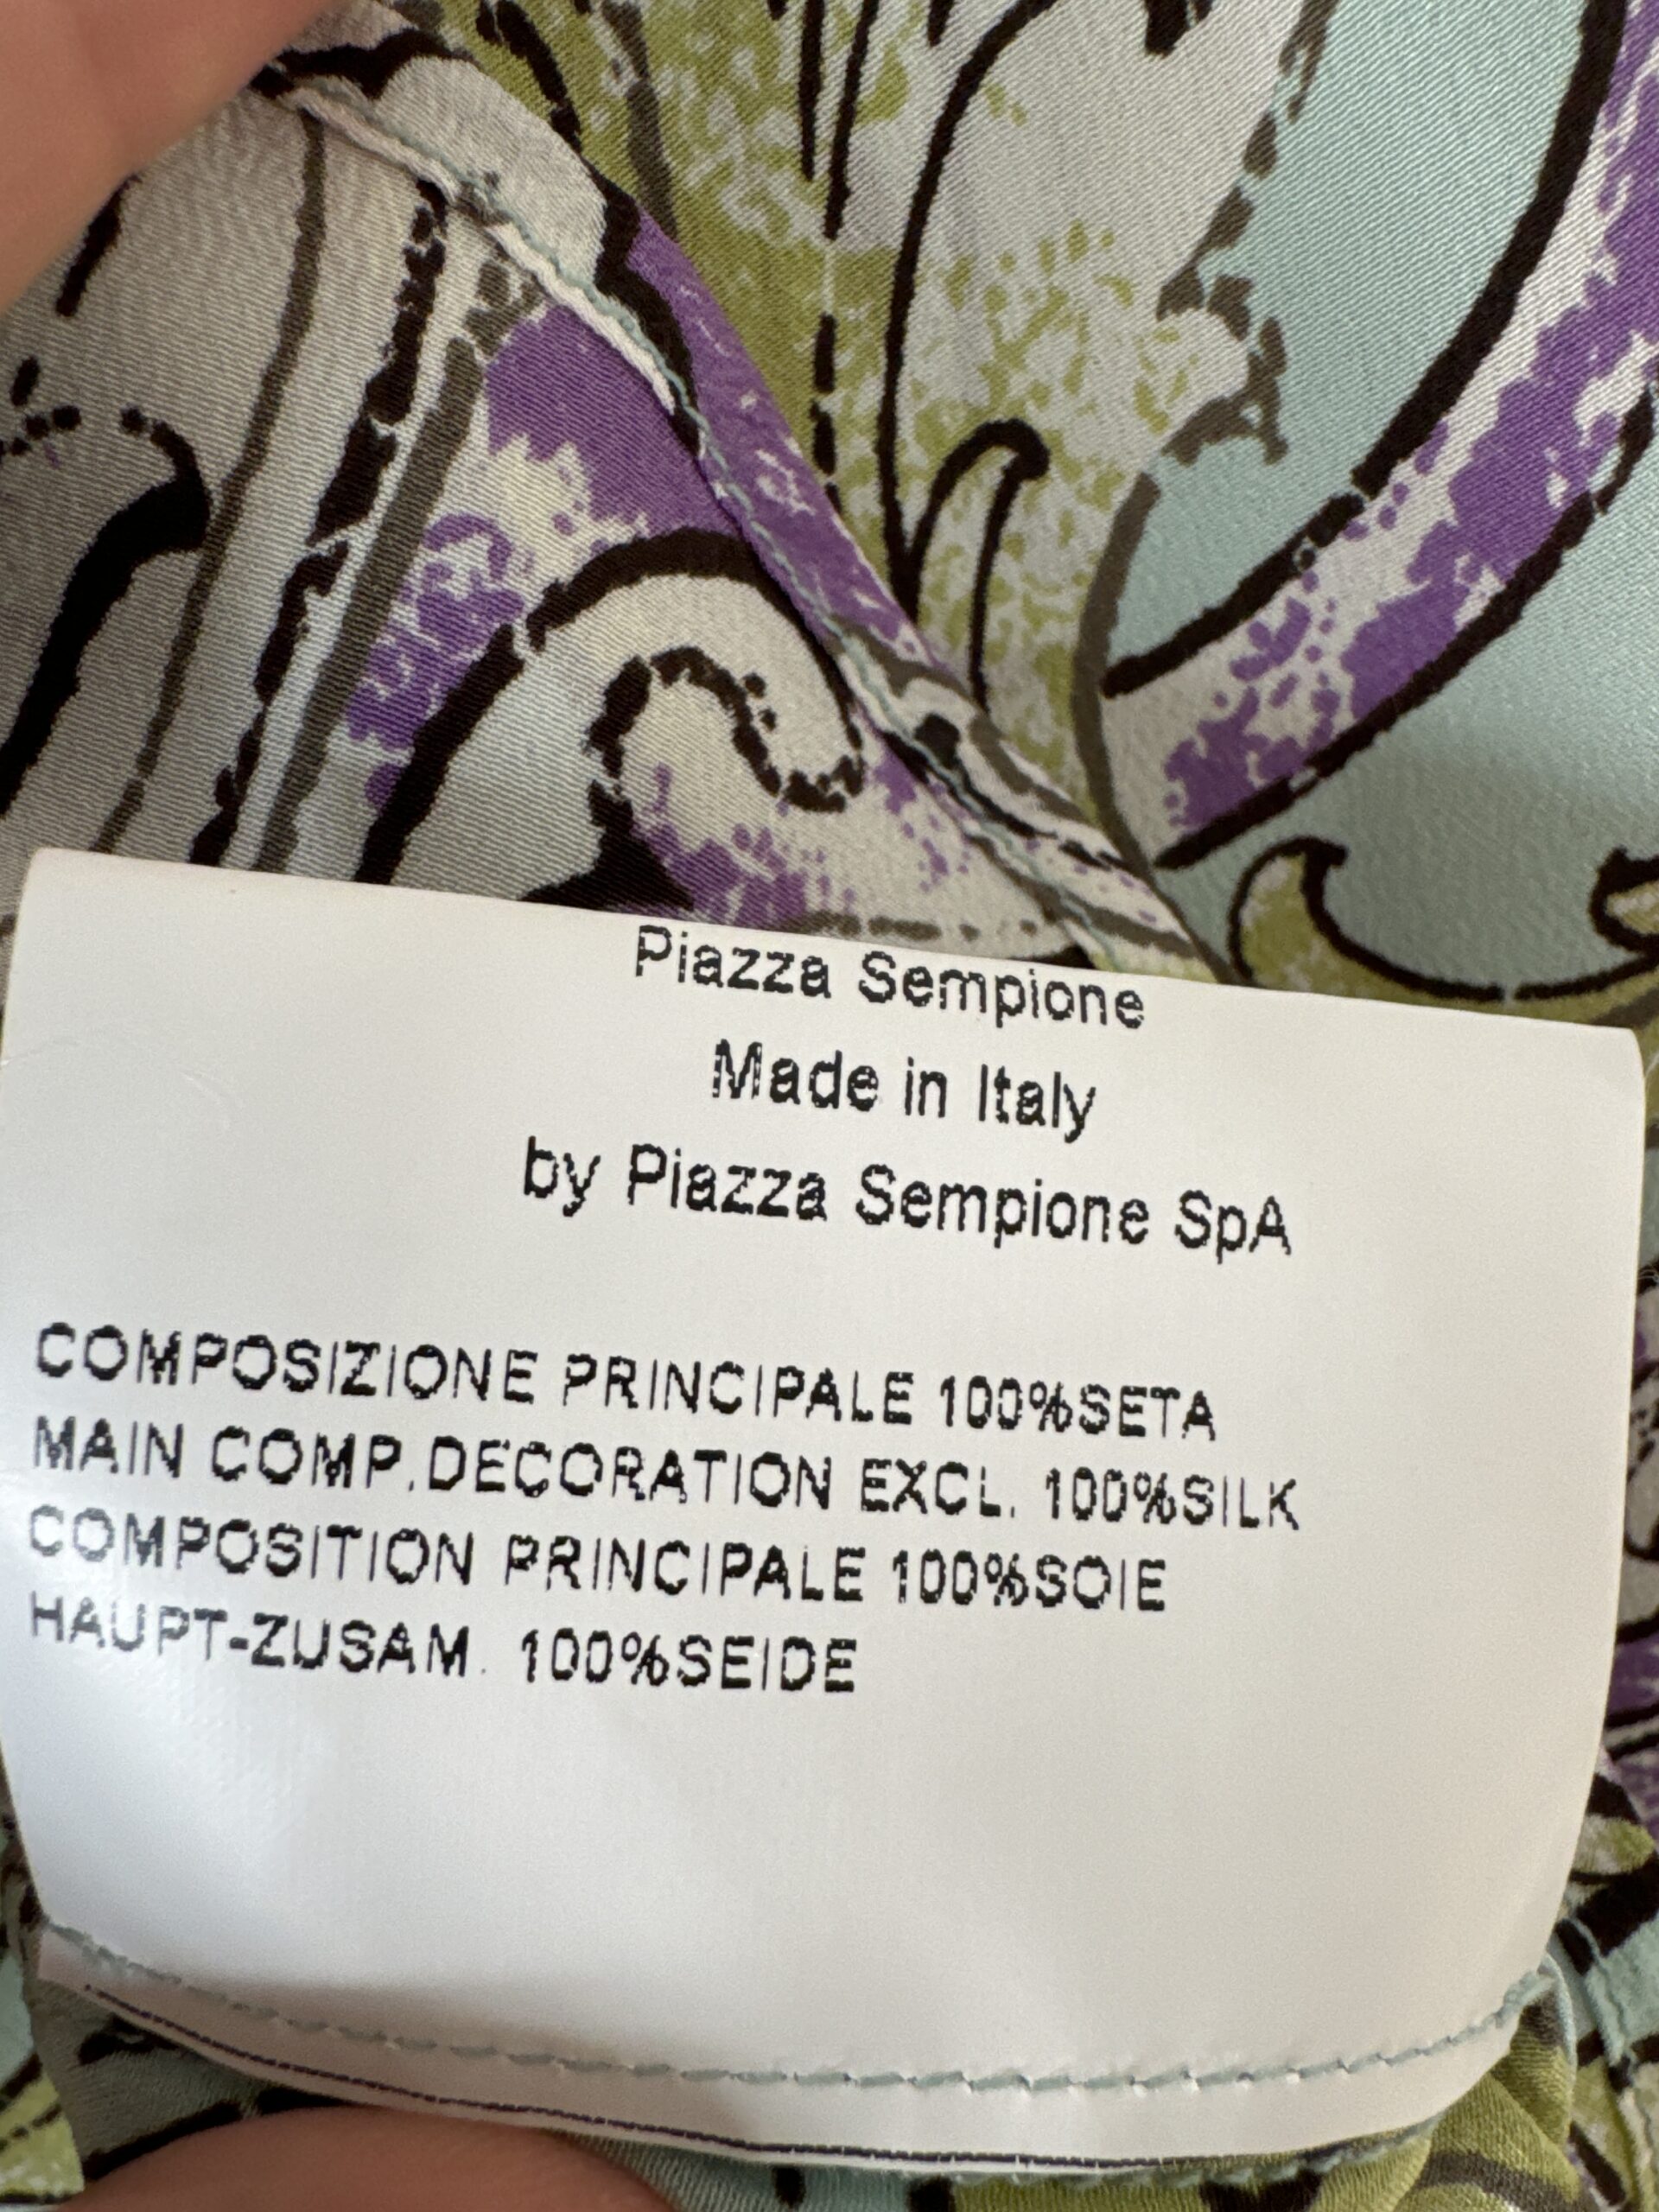 Piazza Sempione
Made in Italy
by Piazza Sempione SpA
COMPOSIZIONE PRINCIPALE 100%SETA
MAIN COMP.DECORATION EXCL. 100%SILK
COMPOSITION PRINCIPALE 100%SOIE
HAUPT-ZUSAM. 100%SEIDE